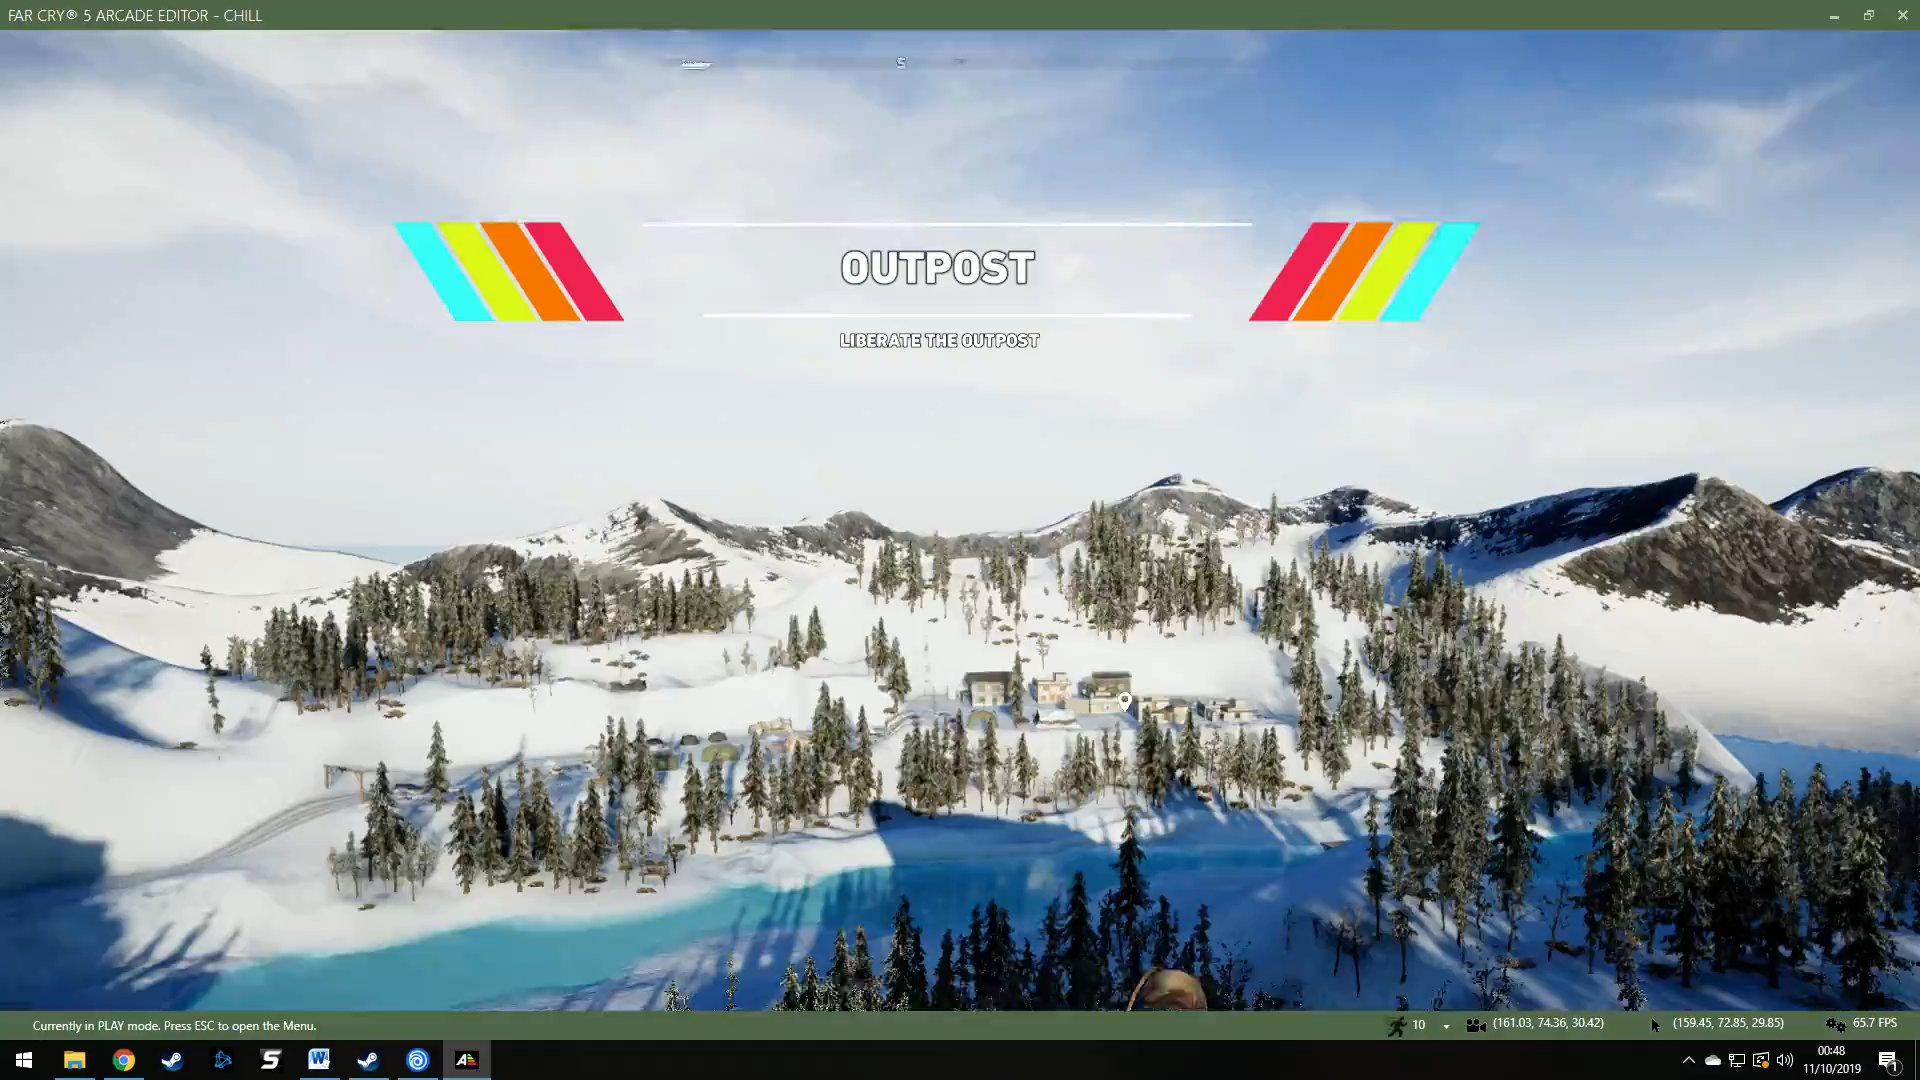 FAR CRY® 5 ARCADE EDITOR - CHILL
S
OUTPOST
LIBERATE THE OUTPOST
Currently in PLAY mode. Press ESC to open the Menu.
10
(161.03, 74.36, 30.42)
(159.45, 72.85, 29.85)
65.7 FPS
00:48
11/10/2019
1